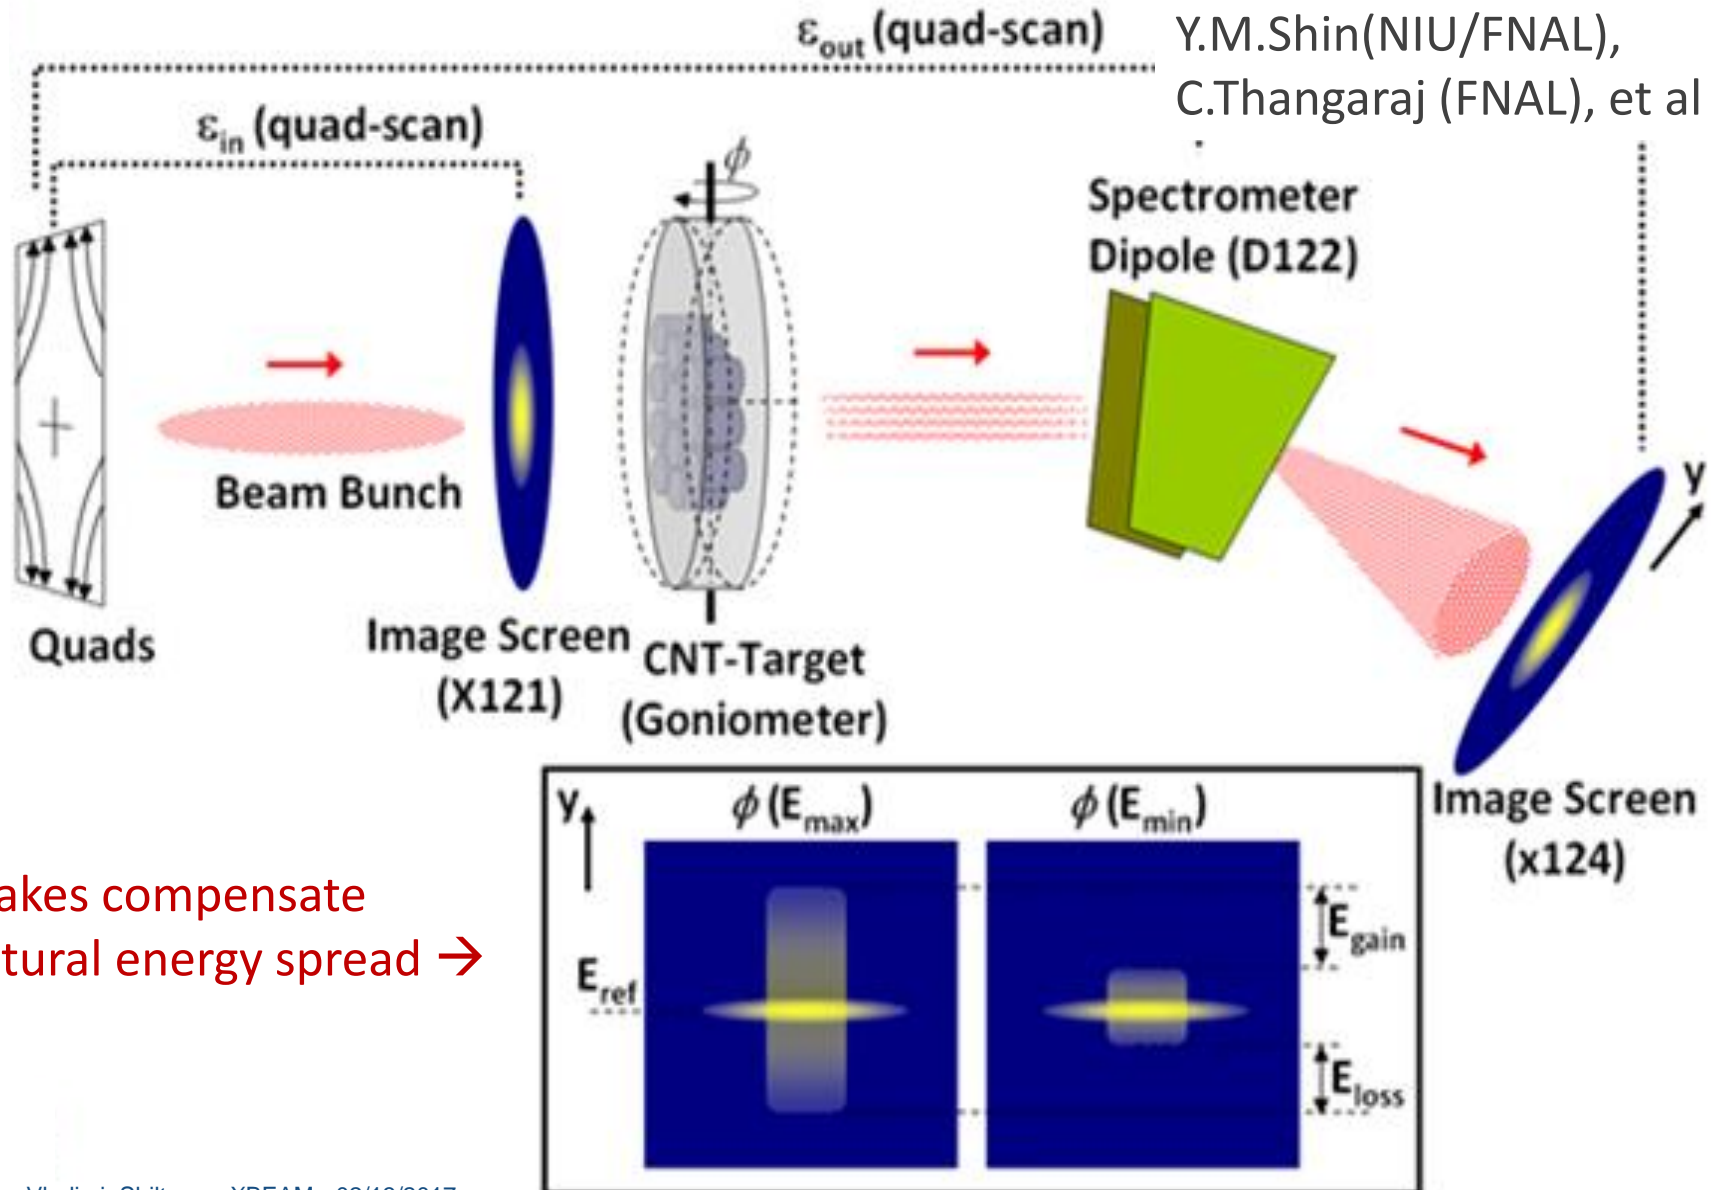 ε_out (quad-scan)
Y.M.Shin(NIU/FNAL),
C.Thangaraj (FNAL), et al
ε_in (quad-scan)
ϕ
Spectrometer
Dipole (D122)
Beam Bunch
y
Quads
Image Screen
(X121)
CNT-Target
(Goniometer)
Image Screen
(x124)
y
ϕ (E_max)
ϕ (E_min)
akes compensate
tural energy spread →
E_ref
E_gain
E_loss